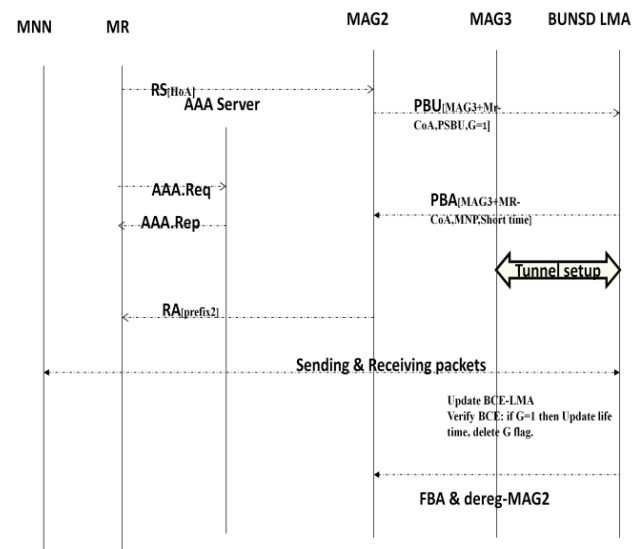 MNN MR MAG2 MAG3 BUNSD LMA
RS[HoA]
AAA Server
PBU[MAG3+Mr-
CoA,PSBU,G=1]
AAA.Req
PBA[MAG3+MR-
CoA,MNP,Short time]
AAA.Rep
Tunnel setup
RA[prefix2]
Sending & Receiving packets
Update BCE-LMA
Verify BCE: if G=1 then Update life
time, delete G flag.
FBA & dereg-MAG2